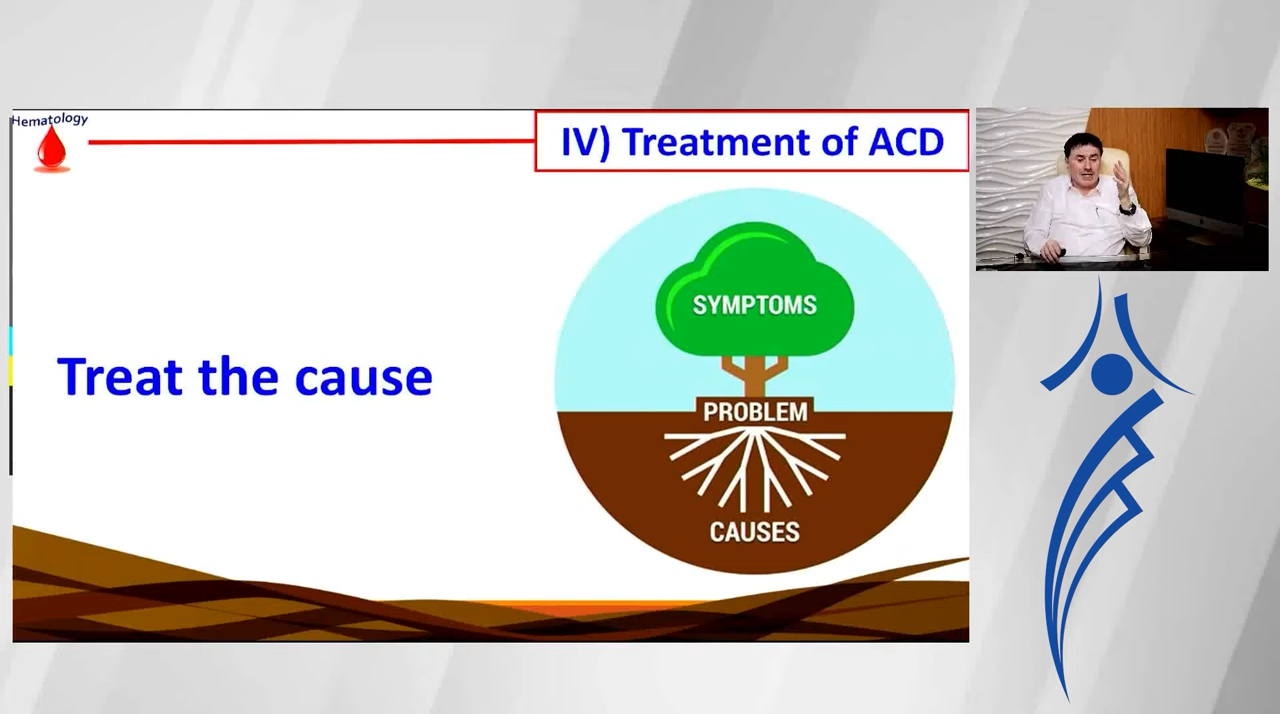 Hematology
IV) Treatment of ACD
SYMPTOMS
Treat the cause
PROBLEM
CAUSES